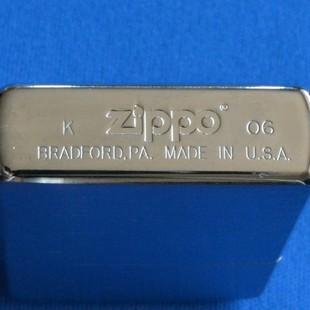 K Zippo® 06
BRADFORD,PA. MADE IN U.S.A.